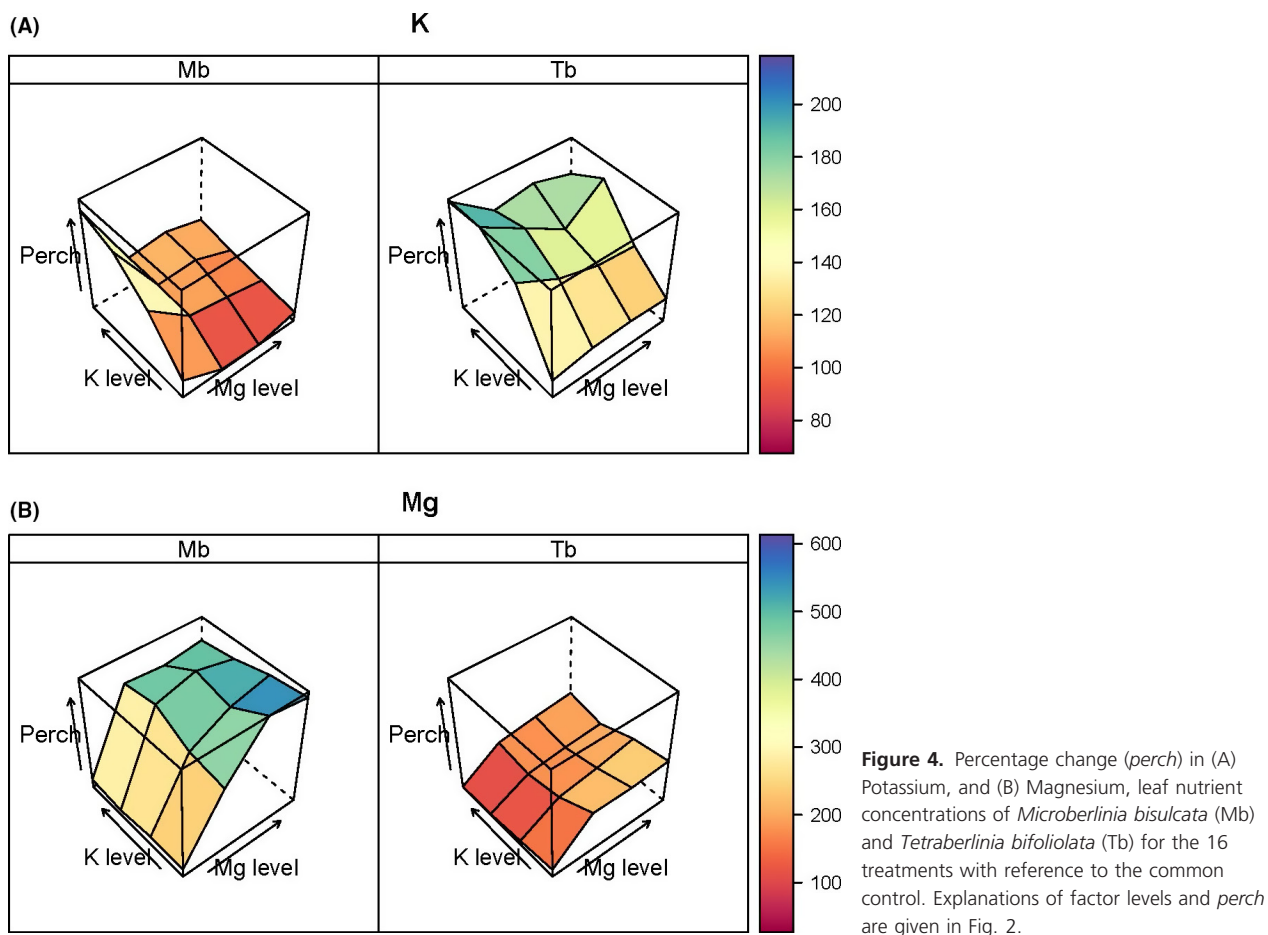 (A)
K
Mb
Tb
Perch
K level
Mg level
Perch
K level
Mg level
200
180
160
140
120
100
80
(B)
Mg
Mb
Tb
Perch
K level
Mg level
Perch
K level
Mg level
600
500
400
300
200
100
Figure 4. Percentage change (perch) in (A)
Potassium, and (B) Magnesium, leaf nutrient
concentrations of Microberlinia bisulcata (Mb)
and Tetraberlinia bifoliolata (Tb) for the 16
treatments with reference to the common
control. Explanations of factor levels and perch
are given in Fig. 2.